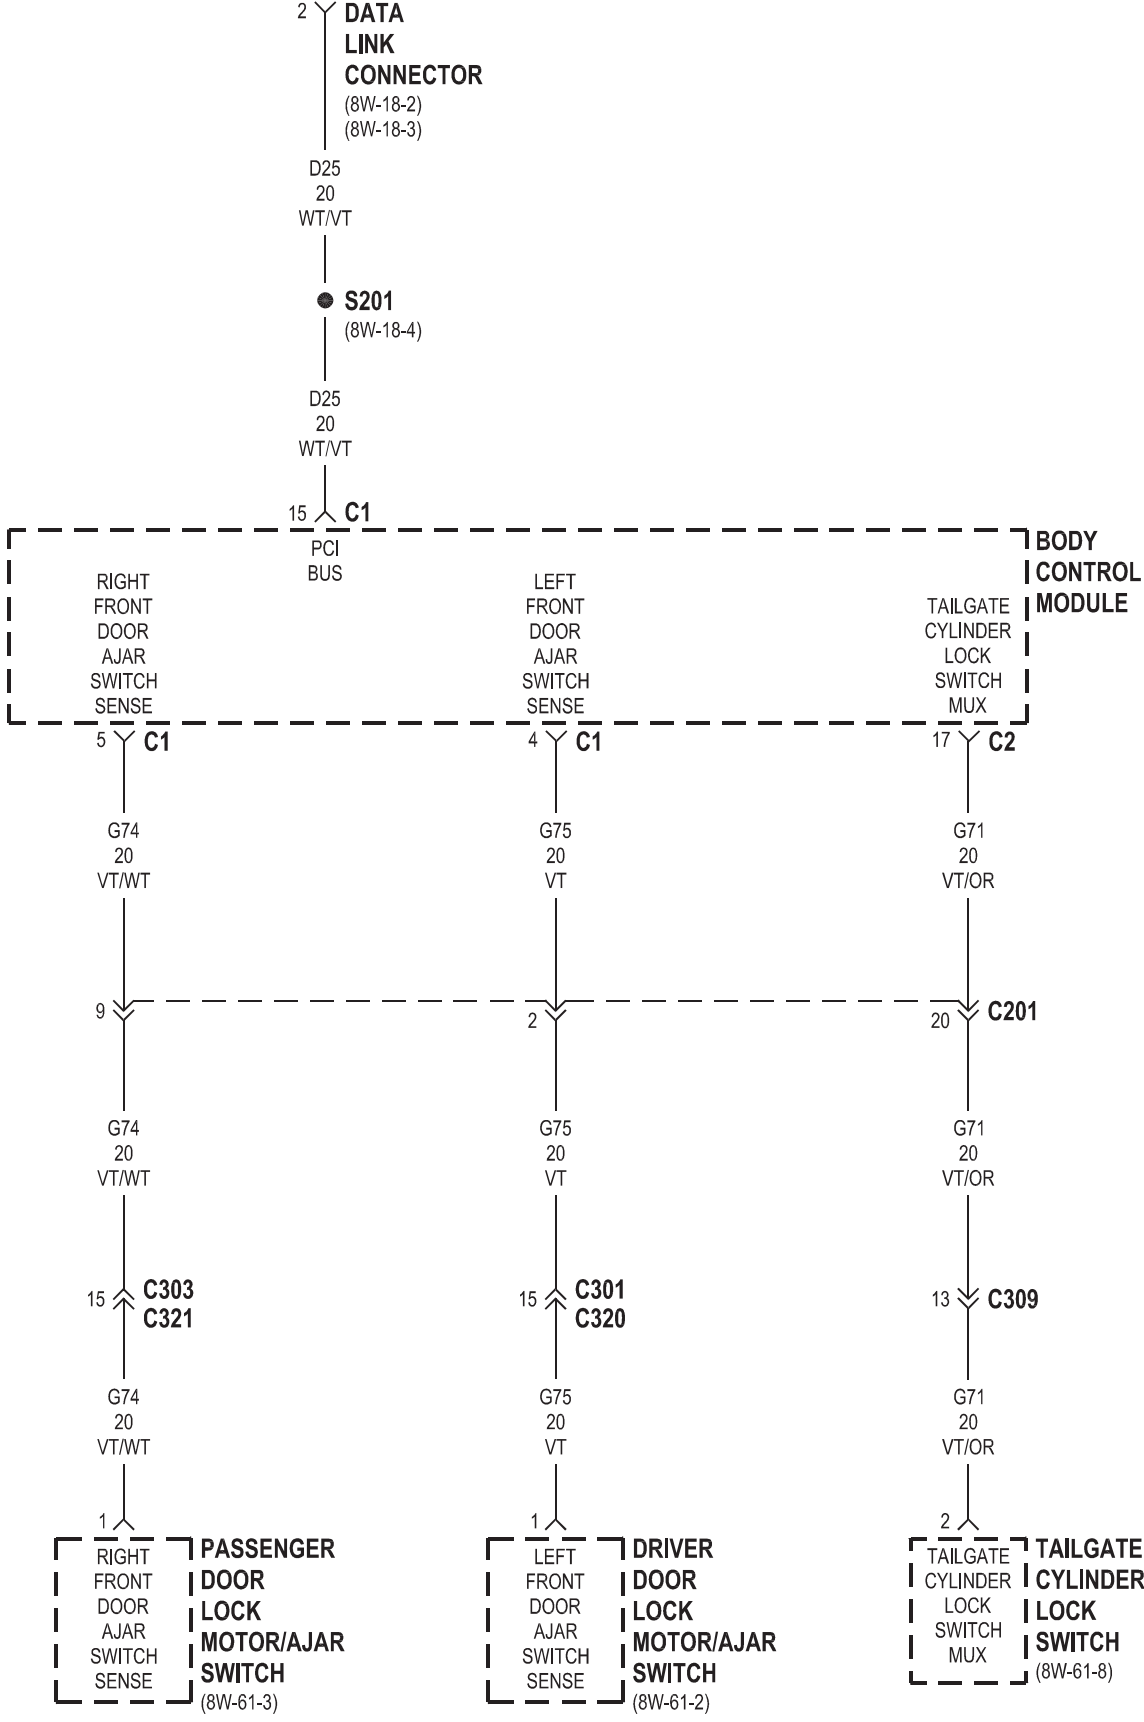 2
DATA
LINK
CONNECTOR
(8W-18-2)
(8W-18-3)
D25
20
WT/VT
S201
(8W-18-4)
D25
20
WT/VT
15
C1
PCI
BUS
RIGHT
FRONT
DOOR
AJAR
SWITCH
SENSE
LEFT
FRONT
DOOR
AJAR
SWITCH
SENSE
TAILGATE
CYLINDER
LOCK
SWITCH
MUX
BODY
CONTROL
MODULE
5
C1
4
C1
17
C2
G74
20
VT/WT
G75
20
VT
G71
20
VT/OR
9
2
20
C201
G74
20
VT/WT
G75
20
VT
G71
20
VT/OR
15
C303
C321
15
C301
C320
13
C309
G74
20
VT/WT
G75
20
VT
G71
20
VT/OR
1
RIGHT
FRONT
DOOR
AJAR
SWITCH
SENSE
PASSENGER
DOOR
LOCK
MOTOR/AJAR
SWITCH
(8W-61-3)
1
LEFT
FRONT
DOOR
AJAR
SWITCH
SENSE
DRIVER
DOOR
LOCK
MOTOR/AJAR
SWITCH
(8W-61-2)
2
TAILGATE
CYLINDER
LOCK
SWITCH
MUX
TAILGATE
CYLINDER
LOCK
SWITCH
(8W-61-8)